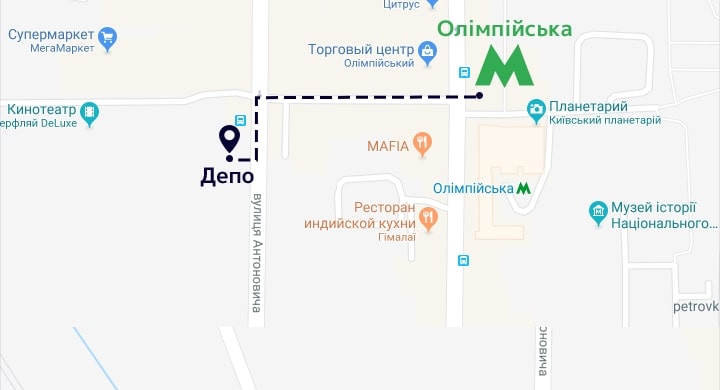 Цитрус
Олімпійська
Супермаркет
МегаМаркет
Торговый центр
Олімпійський
Кинотеатр
ерфляй DeLuxe
Планетарий
Київський планетарій
MAFIA
Депо
Олімпійська
вулиця Антоновича
Ресторан
индийской кухни
Гімалаї
Музей історії
Національного...
petrovk
оновича